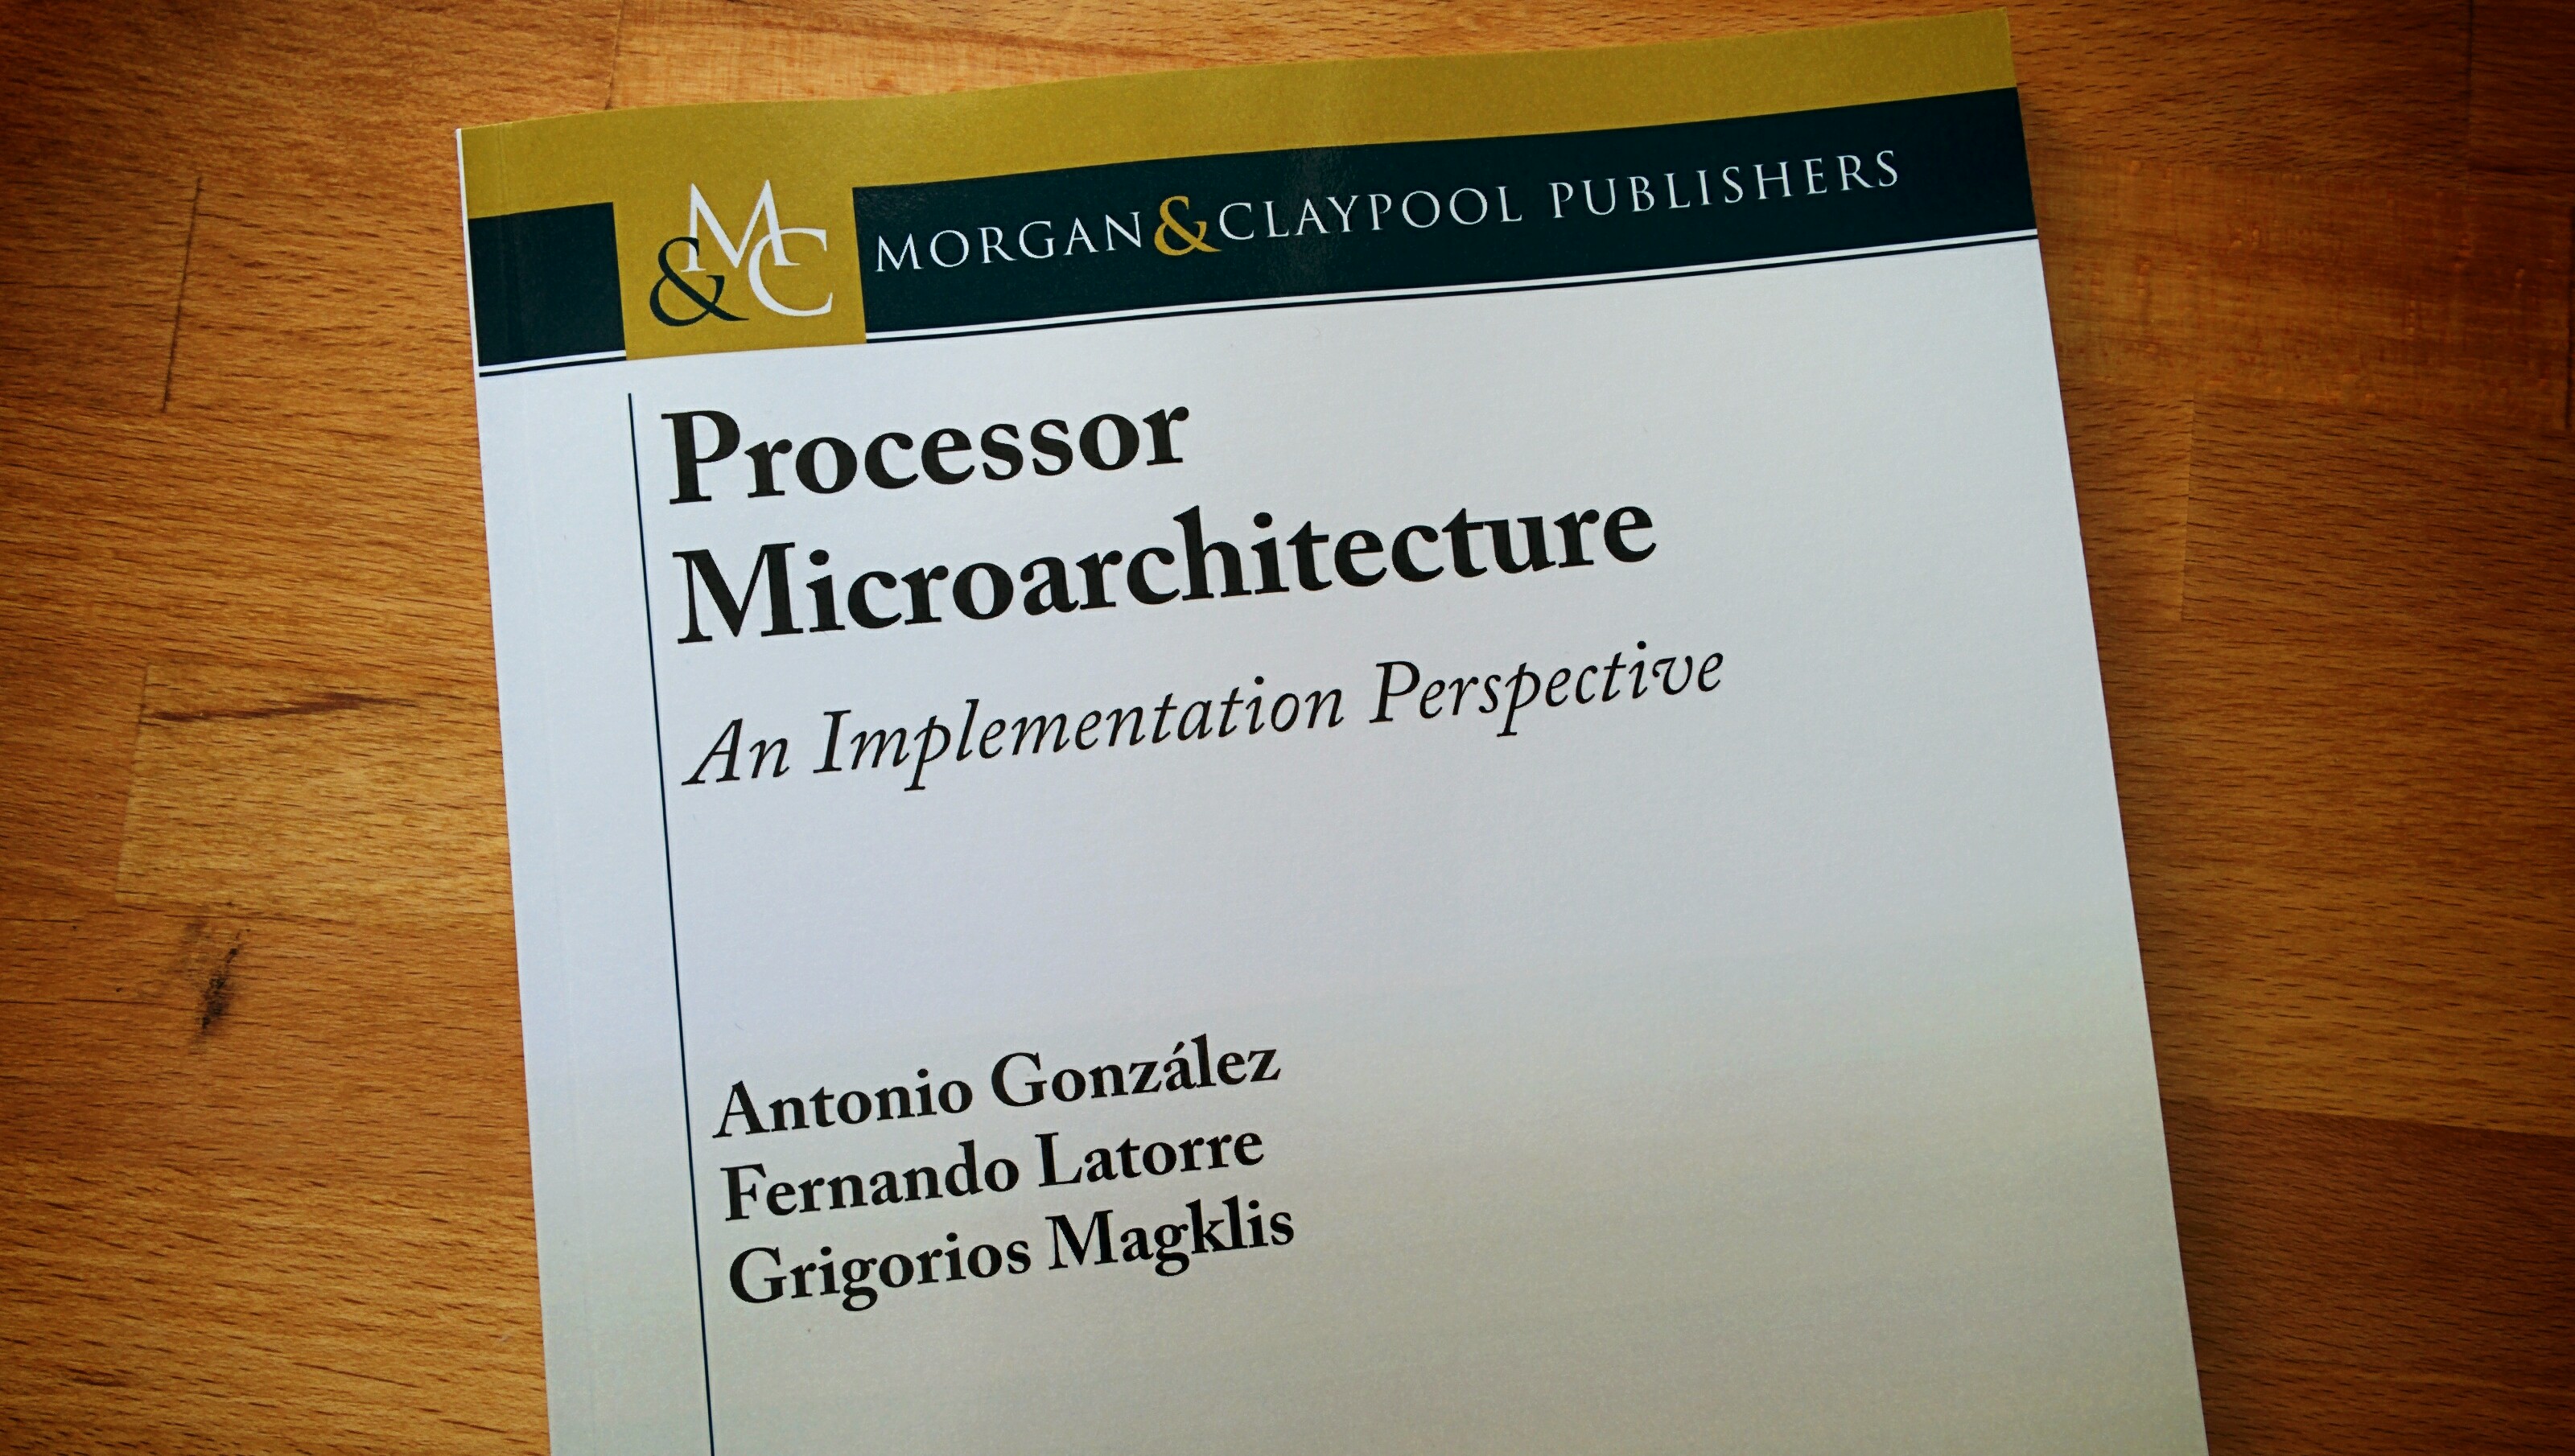 M&C MORGAN&CLAYPOOL PUBLISHERS
Processor
Microarchitecture
An Implementation Perspective
Antonio González
Fernando Latorre
Grigorios Magklis